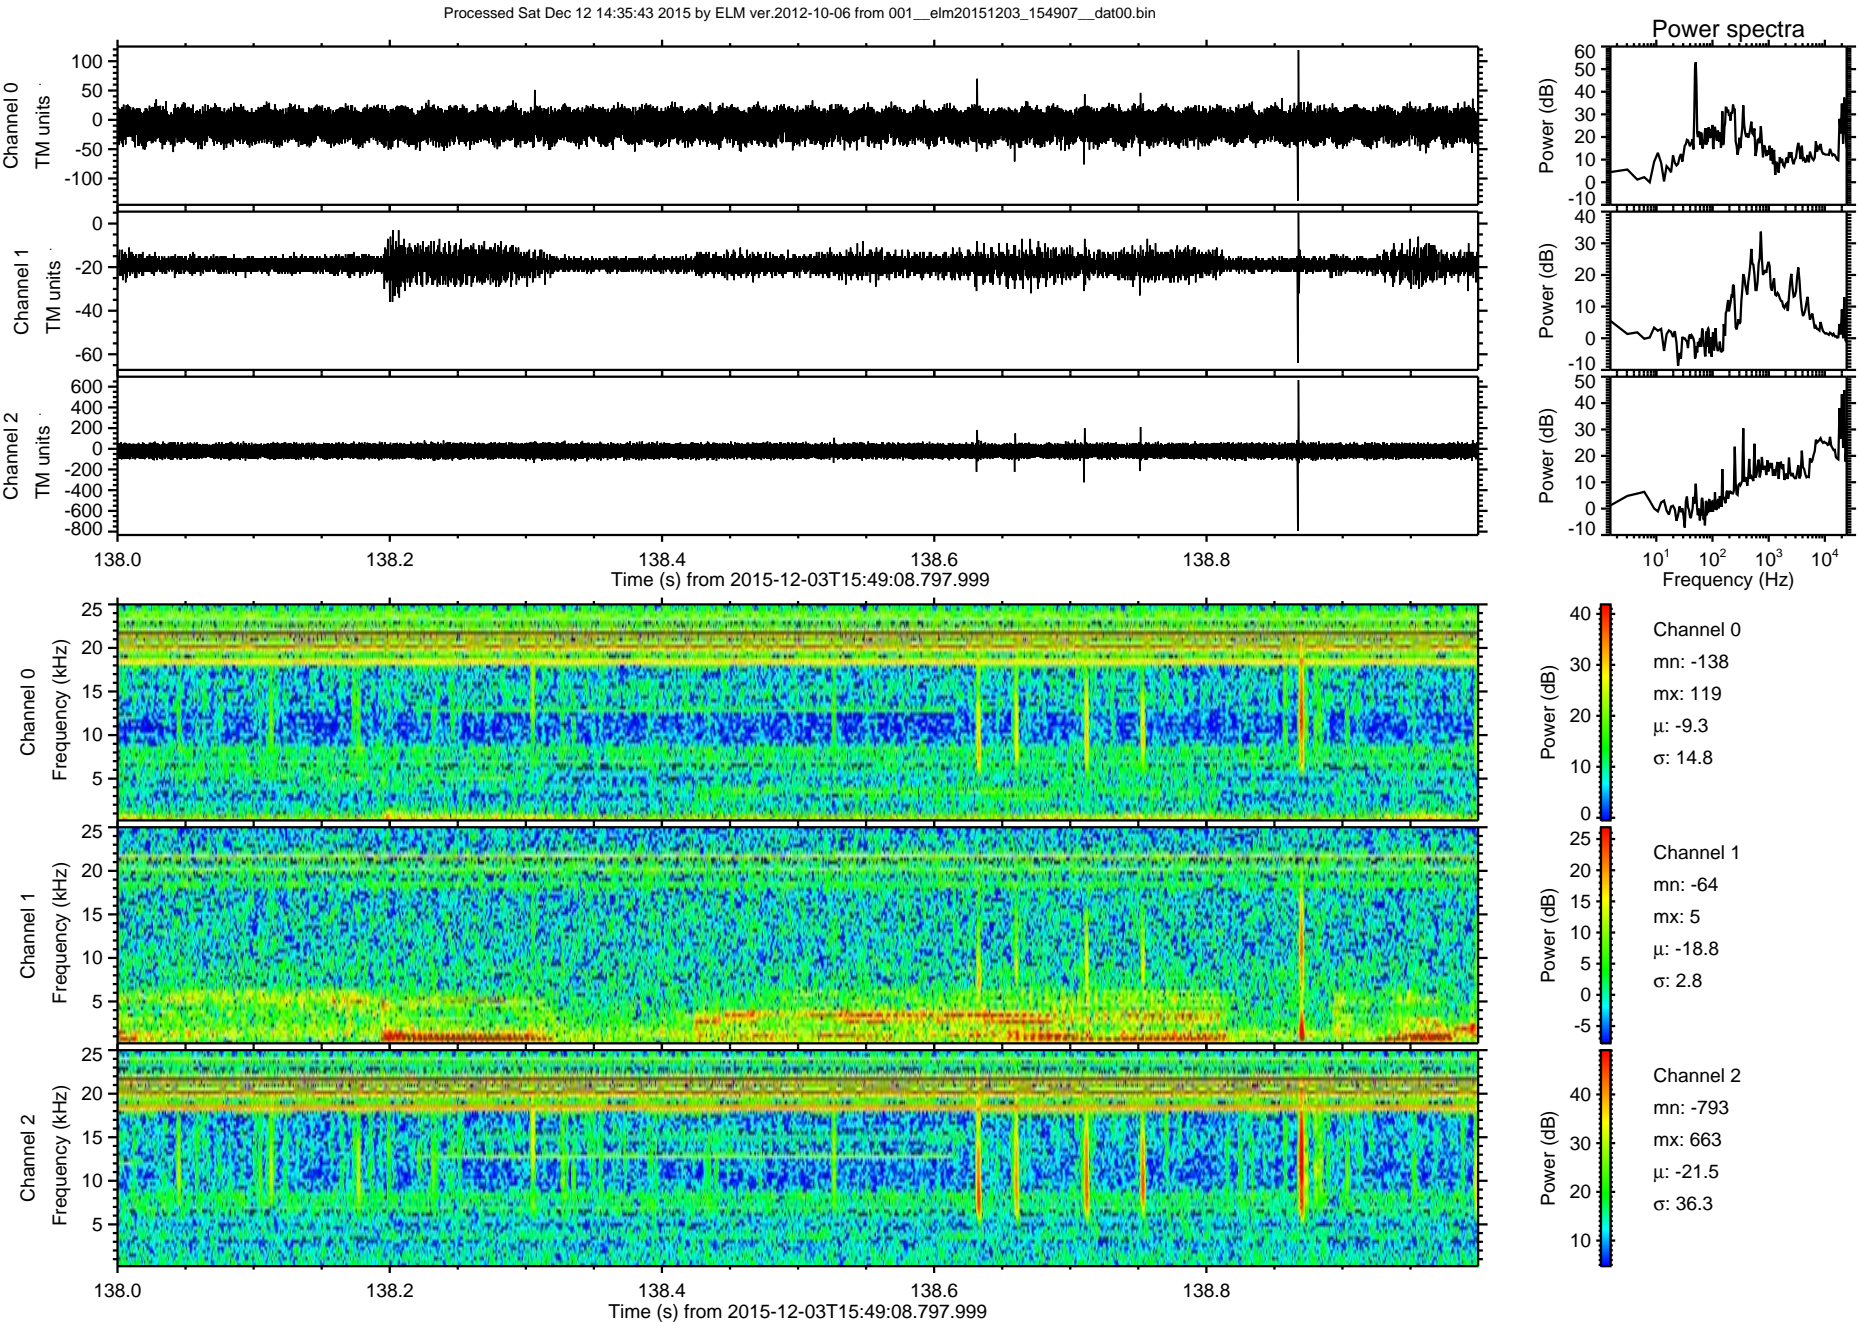 Processed Sat Dec 12 14:35:43 2015 by ELM ver.2012-10-06 from 001__elm20151203_154907__dat00.bin
Power spectra
Channel 0
TM units
100
50
0
-50
-100
Power (dB)
60
50
40
30
20
10
0
-10
Channel 1
TM units
0
-20
-40
-60
Power (dB)
40
30
20
10
0
-10
Channel 2
TM units
600
400
200
0
-200
-400
-600
-800
Power (dB)
50
40
30
20
10
0
-10
138.0 138.2 138.4 138.6 138.8
Time (s) from 2015-12-03T15:49:08.797.999
10¹ 10² 10³ 10⁴
Frequency (Hz)
Channel 0
Frequency (kHz)
25
20
15
10
5
Power (dB)
40
30
20
10
0
Channel 0
mn: -138
mx: 119
µ: -9.3
σ: 14.8
Channel 1
Frequency (kHz)
25
20
15
10
5
Power (dB)
25
20
15
10
5
0
-5
Channel 1
mn: -64
mx: 5
µ: -18.8
σ: 2.8
Channel 2
Frequency (kHz)
25
20
15
10
5
Power (dB)
40
30
20
10
Channel 2
mn: -793
mx: 663
µ: -21.5
σ: 36.3
138.0 138.2 138.4 138.6 138.8
Time (s) from 2015-12-03T15:49:08.797.999